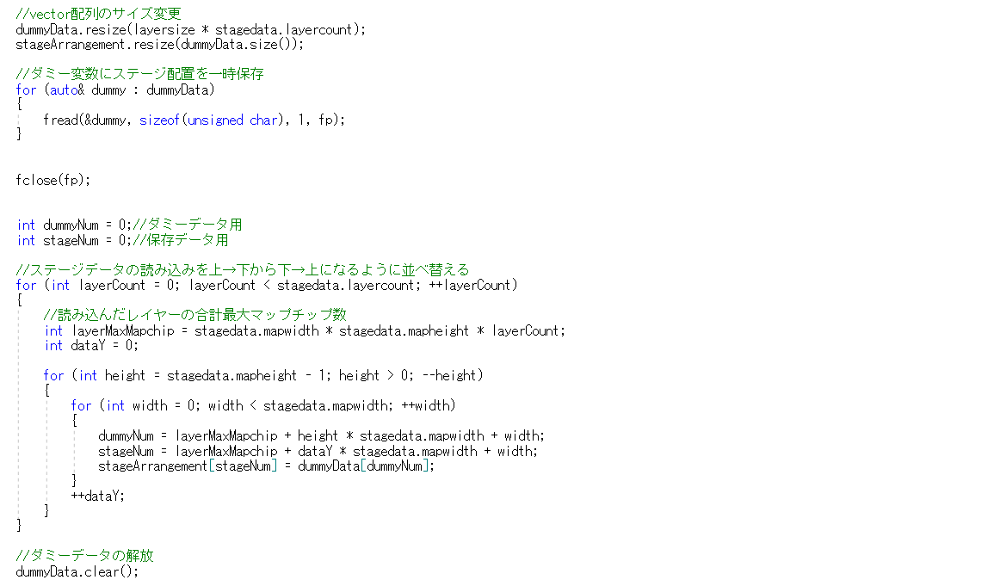 //vector配列のサイズ変更
dummyData.resize(layersize * stagedata.layercount);
stageArrangement.resize(dummyData.size());
//ダミー変数にステージ配置を一時保存
for (auto& dummy : dummyData)
{
fread(&dummy, sizeof(unsigned char), 1, fp);
}
fclose(fp);
int dummyNum = 0;//ダミーデータ用
int stageNum = 0;//保存データ用
//ステージデータの読み込みを上→下から下→上になるように並べ替える
for (int layerCount = 0; layerCount < stagedata.layercount; ++layerCount)
{
//読み込んだレイヤーの合計最大マップチップ数
int layerMaxMapchip = stagedata.mapwidth * stagedata.mapheight * layerCount;
int dataY = 0;
for (int height = stagedata.mapheight - 1; height > 0; --height)
{
for (int width = 0; width < stagedata.mapwidth; ++width)
{
dummyNum = layerMaxMapchip + height * stagedata.mapwidth + width;
stageNum = layerMaxMapchip + dataY * stagedata.mapwidth + width;
stageArrangement[stageNum] = dummyData[dummyNum];
}
++dataY;
}
}
//ダミーデータの解放
dummyData.clear();